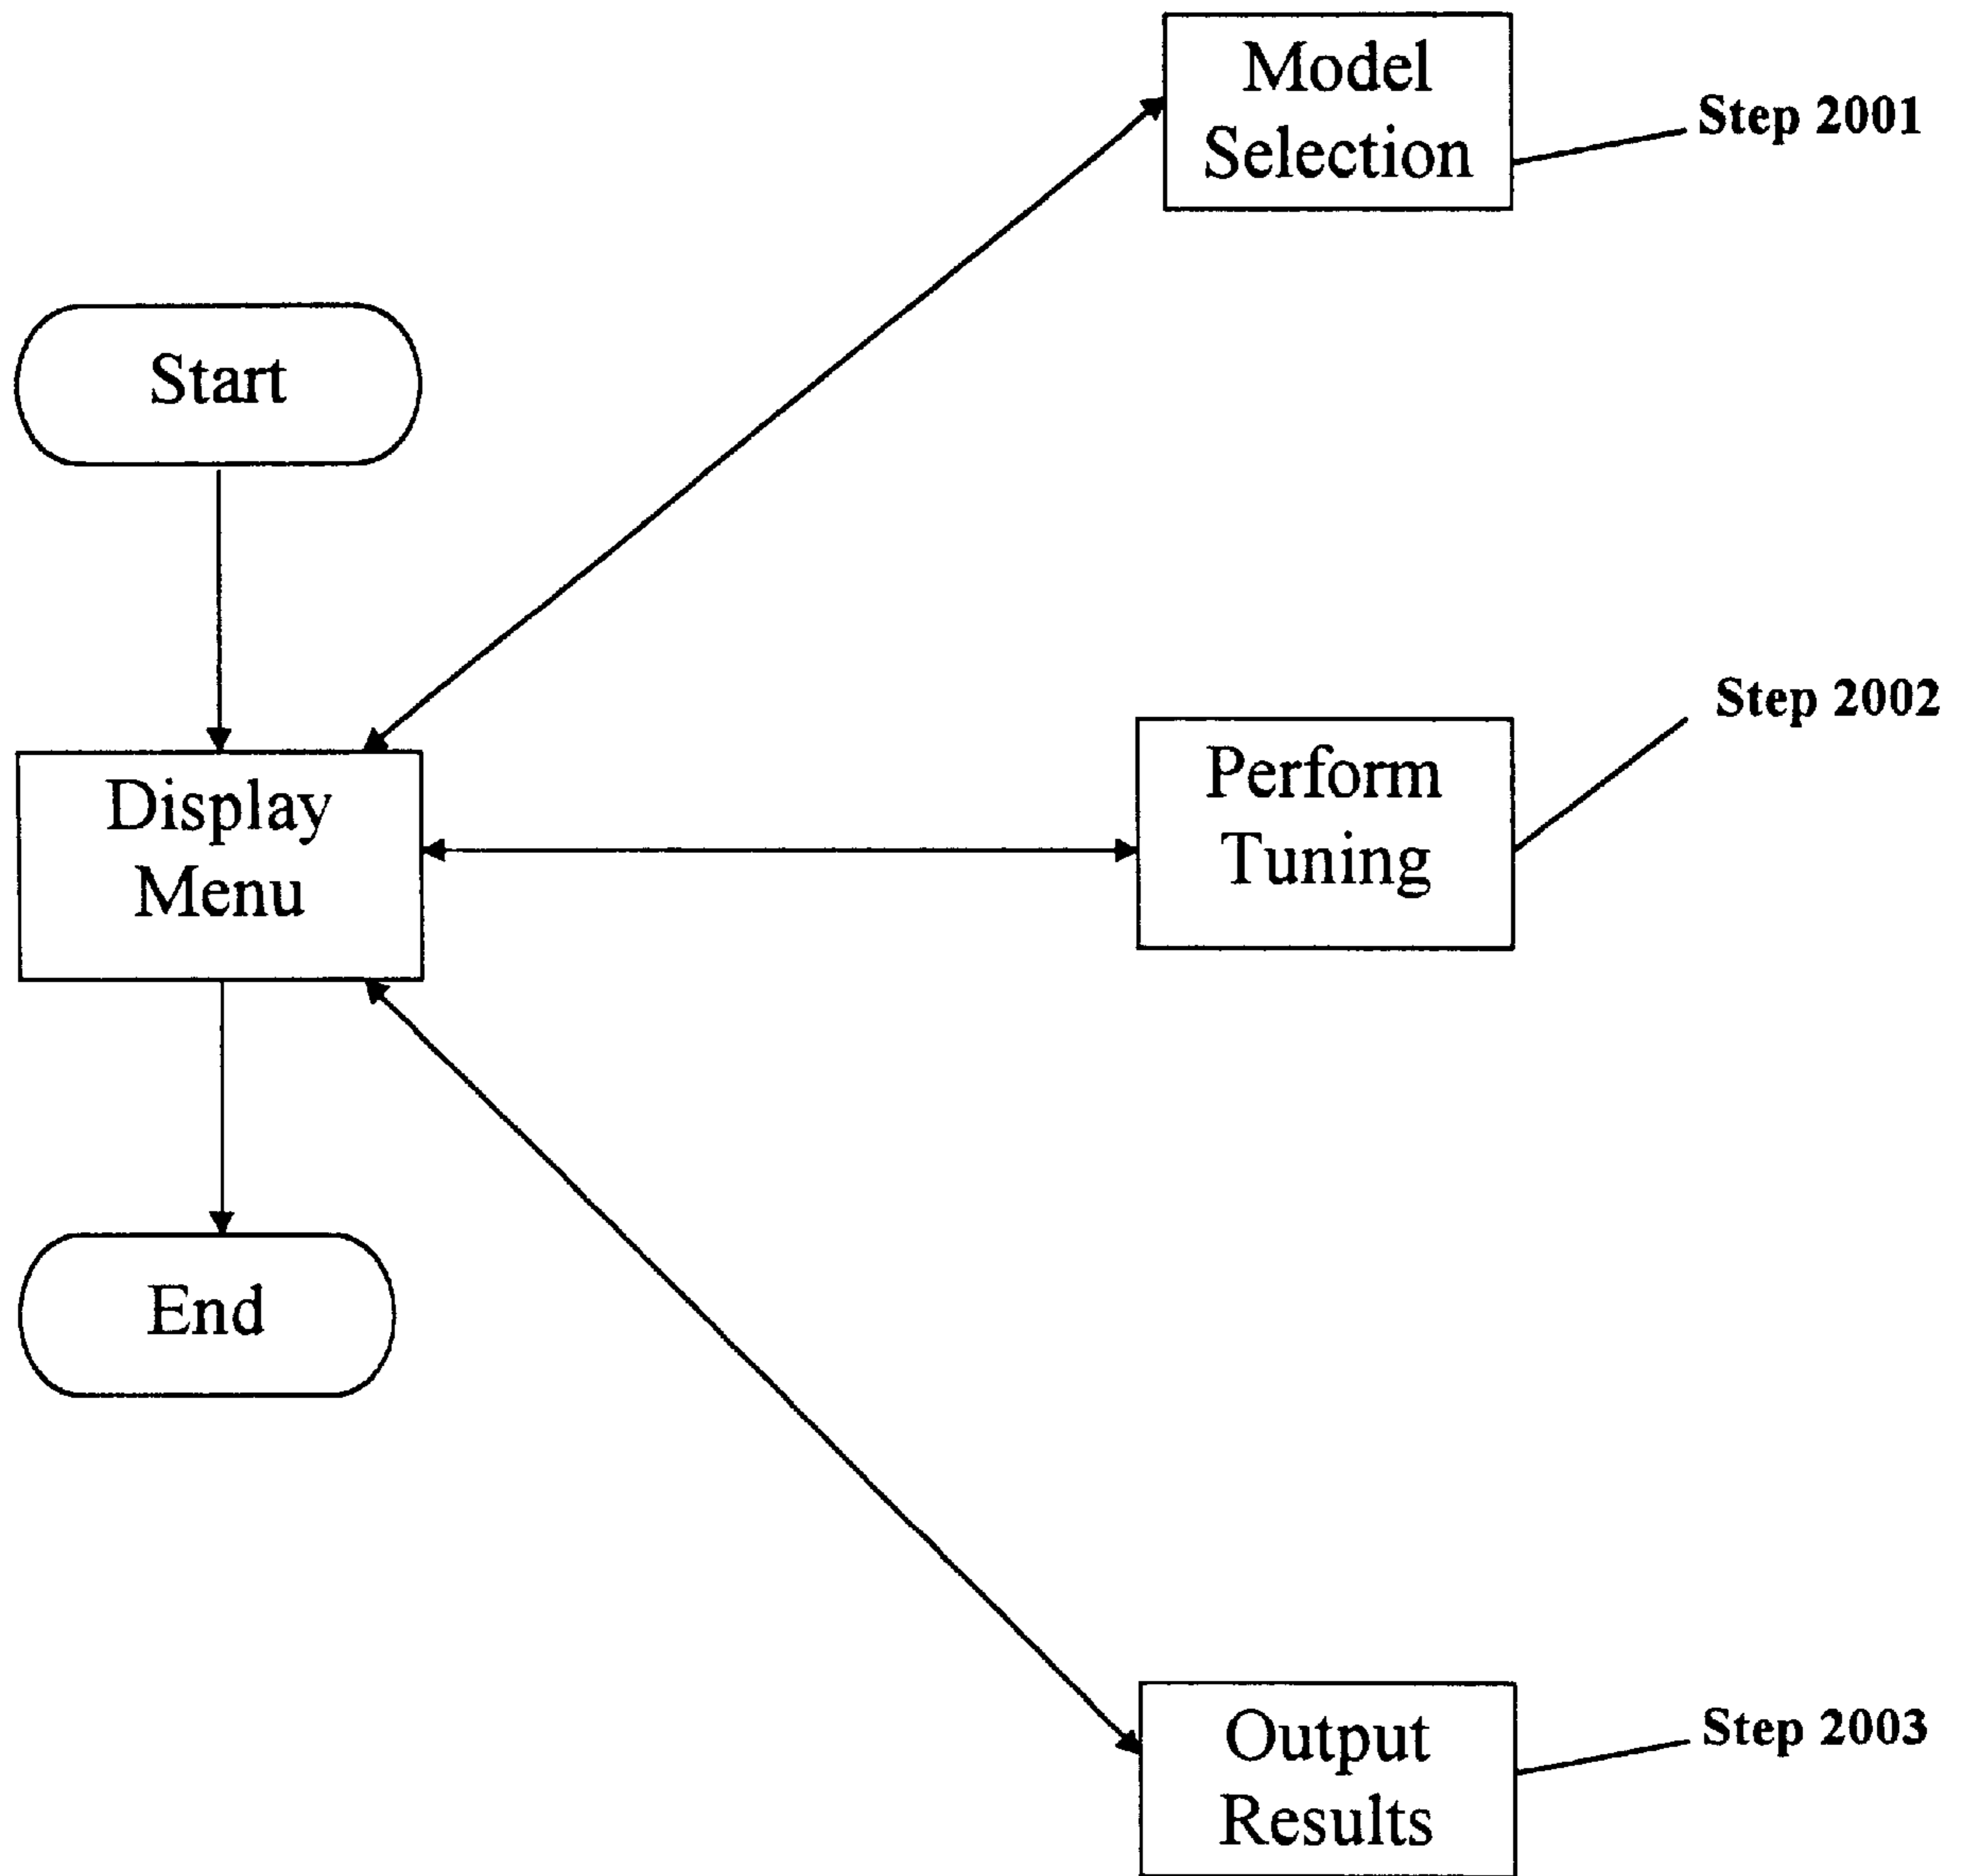 Model
Selection
Step 2001
Start
Step 2002
Display
Menu
Perform
Tuning
End
Step 2003
Output
Results